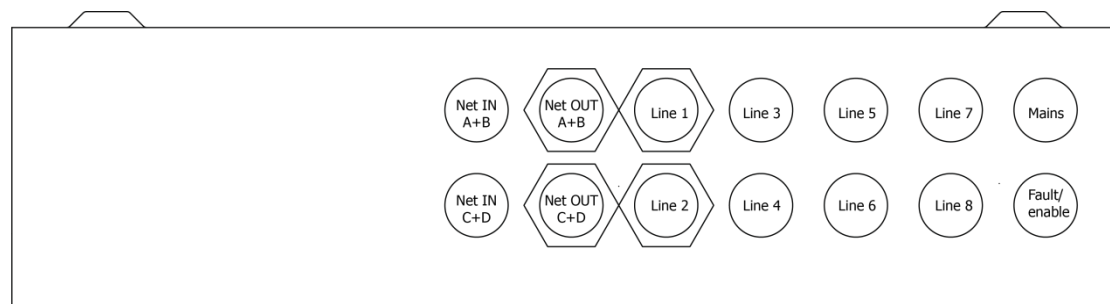 Net IN
A+B
Net OUT
A+B
Line 1
Line 3
Line 5
Line 7
Mains
Net IN
C+D
Net OUT
C+D
Line 2
Line 4
Line 6
Line 8
Fault/
enable